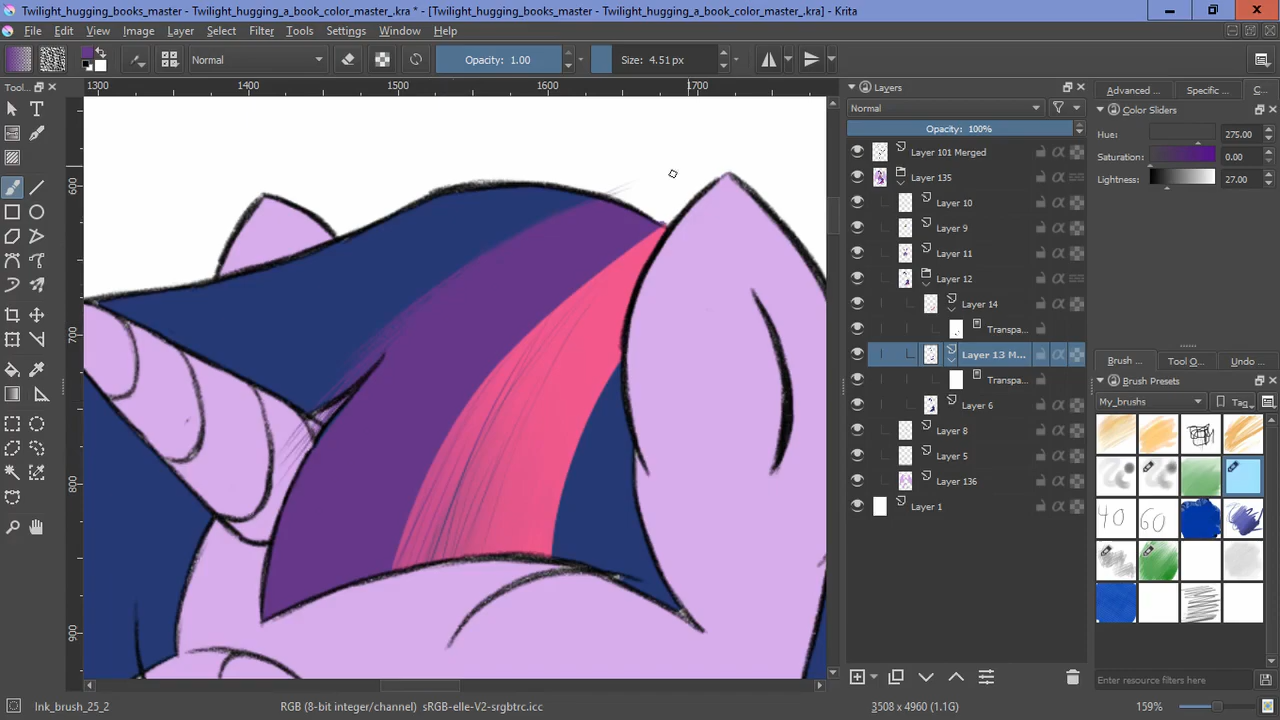 Twilight_hugging_books_master - Twilight_hugging_a_book_color_master_.kra * - [Twilight_hugging_books_master - Twilight_hugging_a_book_color_master_.kra] - Krita
File Edit View Image Layer Select Filter Tools Settings Window Help
Normal Opacity: 1.00 Size: 4.51 px
Tool...
1300 1400 1500 1600 1700
600
700
800
900
Layers
Normal
Opacity: 100%
Layer 101 Merged
Layer 135
Layer 10
Layer 9
Layer 11
Layer 12
Layer 14
Transpa...
Layer 13 M...
Transpa...
Layer 6
Layer 8
Layer 5
Layer 136
Layer 1
Advanced ... Specific ... C...
Color Sliders
Hue: 275.00
Saturation: 0.00
Lightness: 27.00
Brush ... Tool O... Undo ...
Brush Presets
My_brushs Tag
40 60
Enter resource filters here
Ink_brush_25_2 RGB (8-bit integer/channel) sRGB-elle-V2-srgbtrc.icc 3508 x 4960 (1.1G) 159%